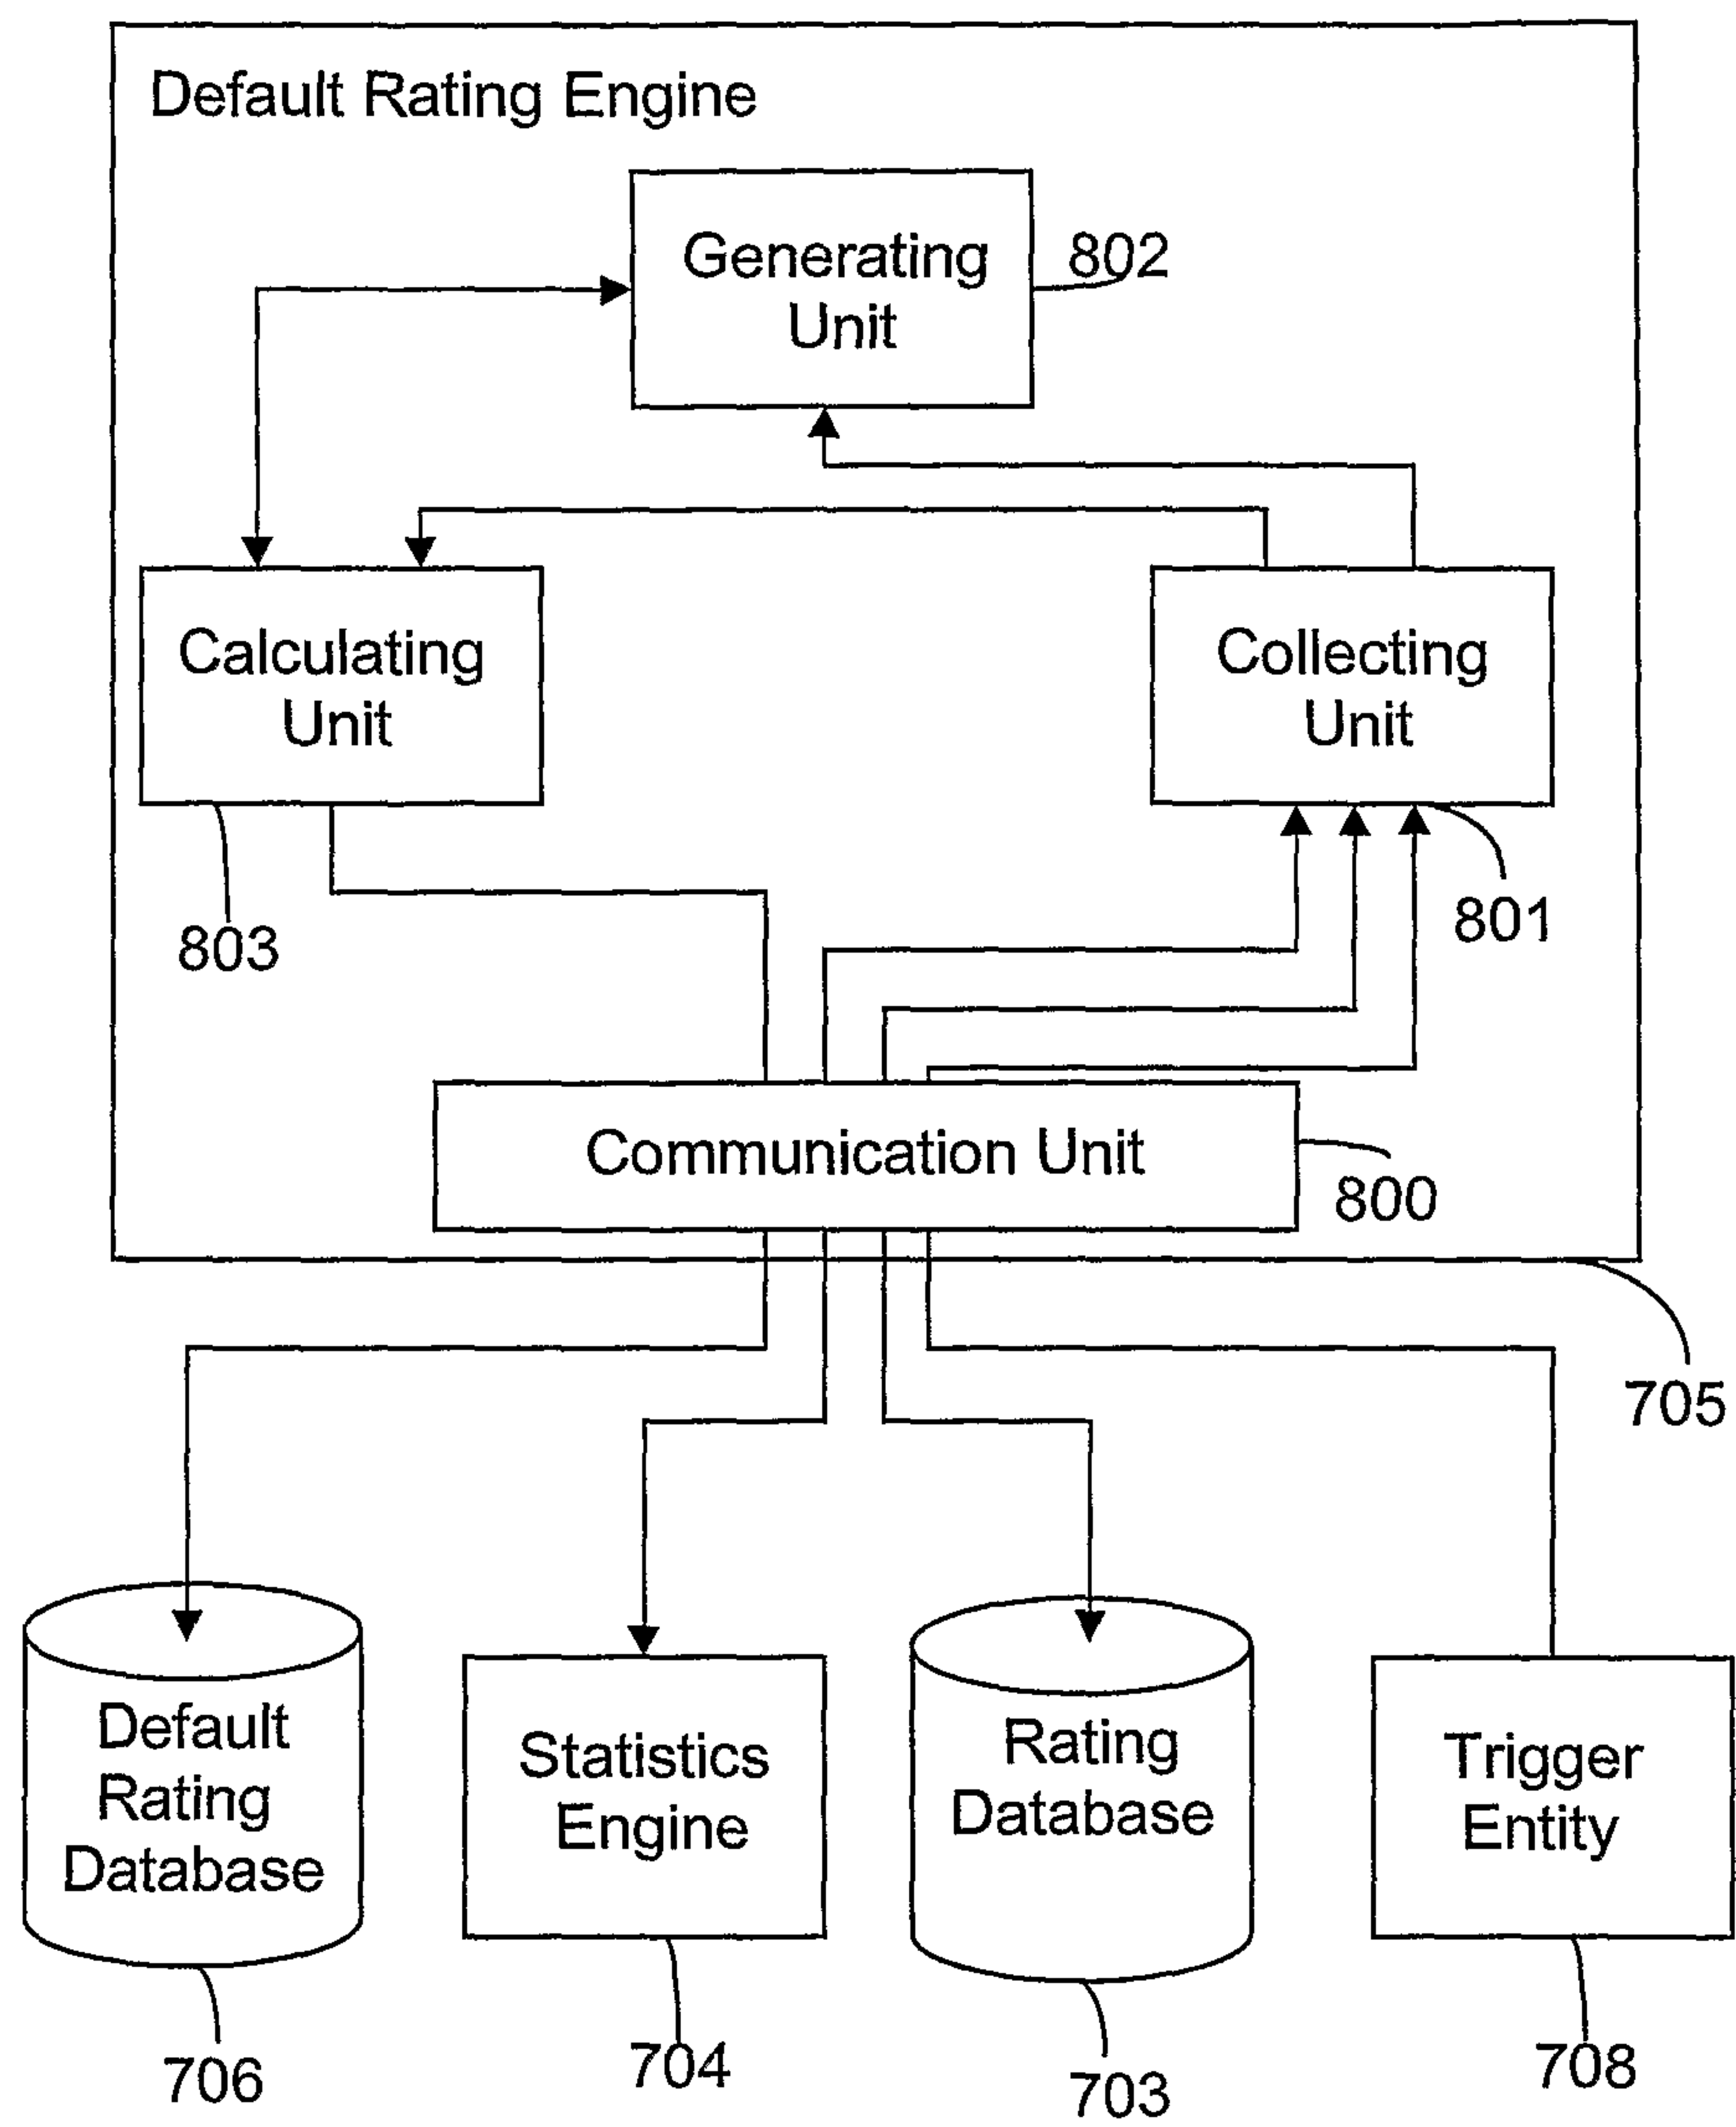 Default Rating Engine
Generating
Unit
802
Calculating
Unit
Collecting
Unit
803
801
Communication Unit
800
705
Default
Rating
Database
Statistics
Engine
Rating
Database
Trigger
Entity
706
704
703
708